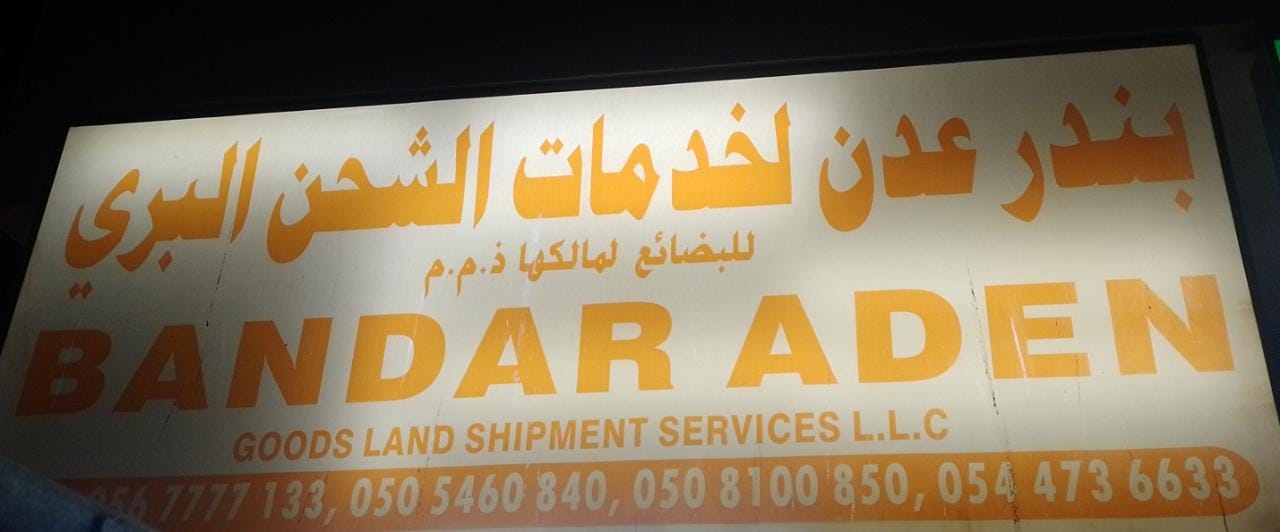 بندر عدن لخدمات الشحن البري
للبضائع لمالكها ذ.م.م
BANDAR ADEN
GOODS LAND SHIPMENT SERVICES L.L.C
056 7777 133, 050 5460 840, 050 8100 850, 054 473 6633